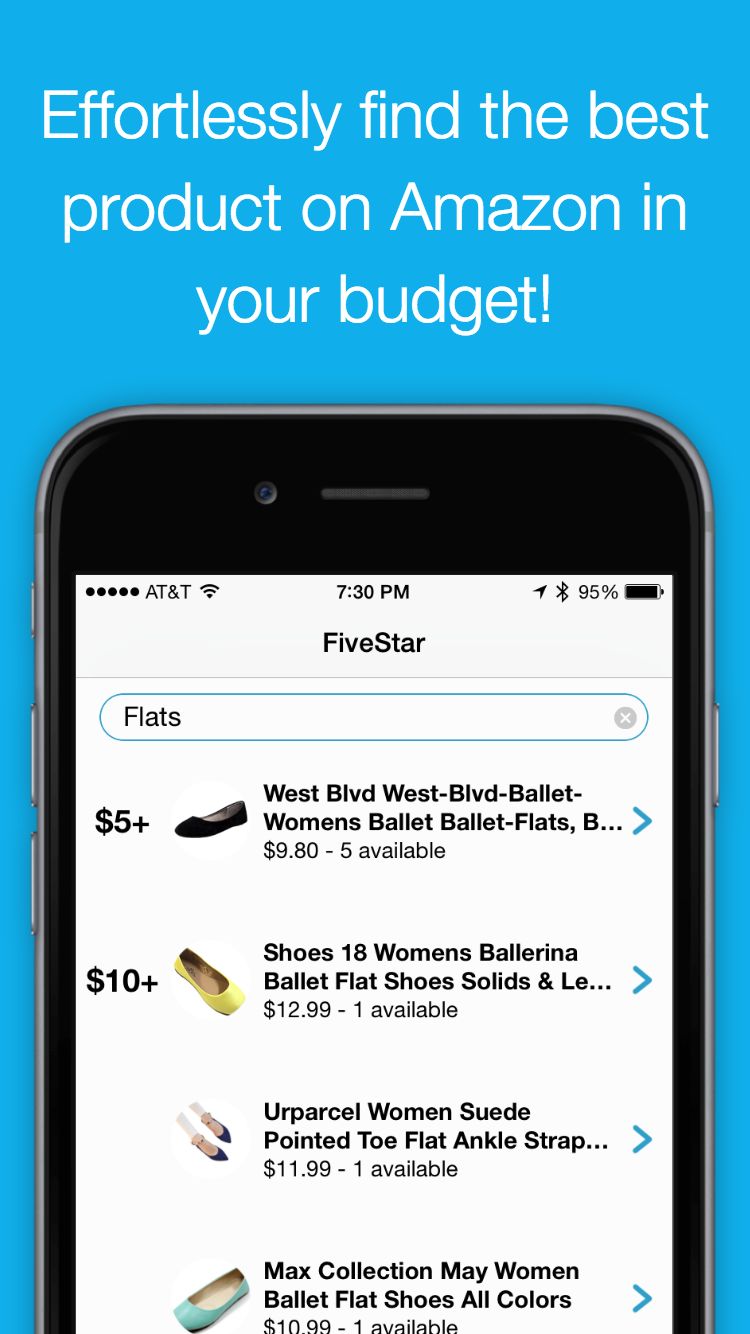 Effortlessly find the best
product on Amazon in
your budget!
AT&T 7:30 PM 95%
FiveStar
Flats
$5+
West Blvd West-Blvd-Ballet-
Womens Ballet Ballet-Flats, B...
$9.80 - 5 available
$10+
Shoes 18 Womens Ballerina
Ballet Flat Shoes Solids & Le...
$12.99 - 1 available
Urparcel Women Suede
Pointed Toe Flat Ankle Strap...
$11.99 - 1 available
Max Collection May Women
Ballet Flat Shoes All Colors
$10.99 - 1 available